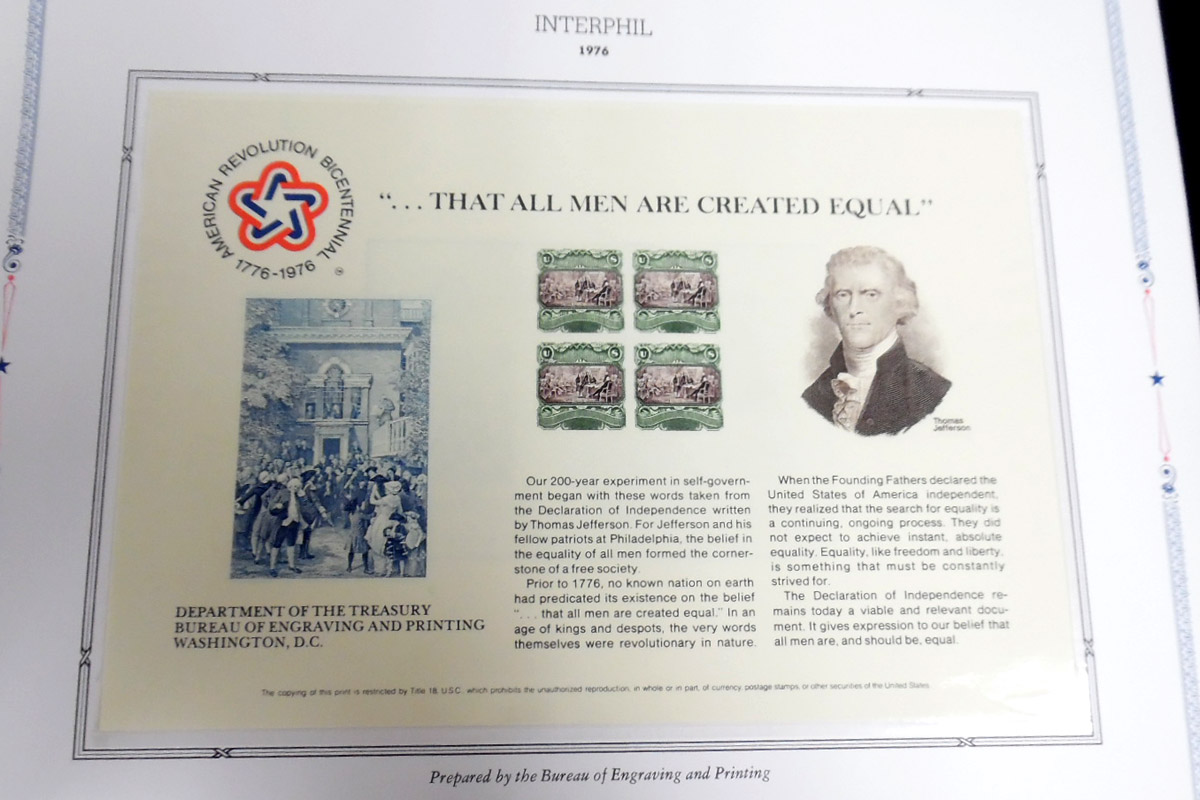 INTERPHIL
1976
AMERICAN REVOLUTION BICENTENNIAL
1776-1976
“. . . THAT ALL MEN ARE CREATED EQUAL”
Thomas
Jefferson
Our 200-year experiment in self-govern-
ment began with these words taken from
the Declaration of Independence written
by Thomas Jefferson. For Jefferson and his
fellow patriots at Philadelphia, the belief in
the equality of all men formed the corner-
stone of a free society.
Prior to 1776, no known nation on earth
had predicated its existence on the belief
“. . . that all men are created equal.” In an
age of kings and despots, the very words
themselves were revolutionary in nature.
When the Founding Fathers declared the
United States of America independent,
they realized that the search for equality is
a continuing, ongoing process. They did
not expect to achieve instant, absolute
equality. Equality, like freedom and liberty,
is something that must be constantly
strived for.
The Declaration of Independence re-
mains today a viable and relevant docu-
ment. It gives expression to our belief that
all men are, and should be, equal.
DEPARTMENT OF THE TREASURY
BUREAU OF ENGRAVING AND PRINTING
WASHINGTON, D.C.
The copying of this print is restricted by Title 18, U.S.C. which prohibits the unauthorized reproduction, in whole or in part, of currency, postage stamps, or other securities of the United States.
Prepared by the Bureau of Engraving and Printing